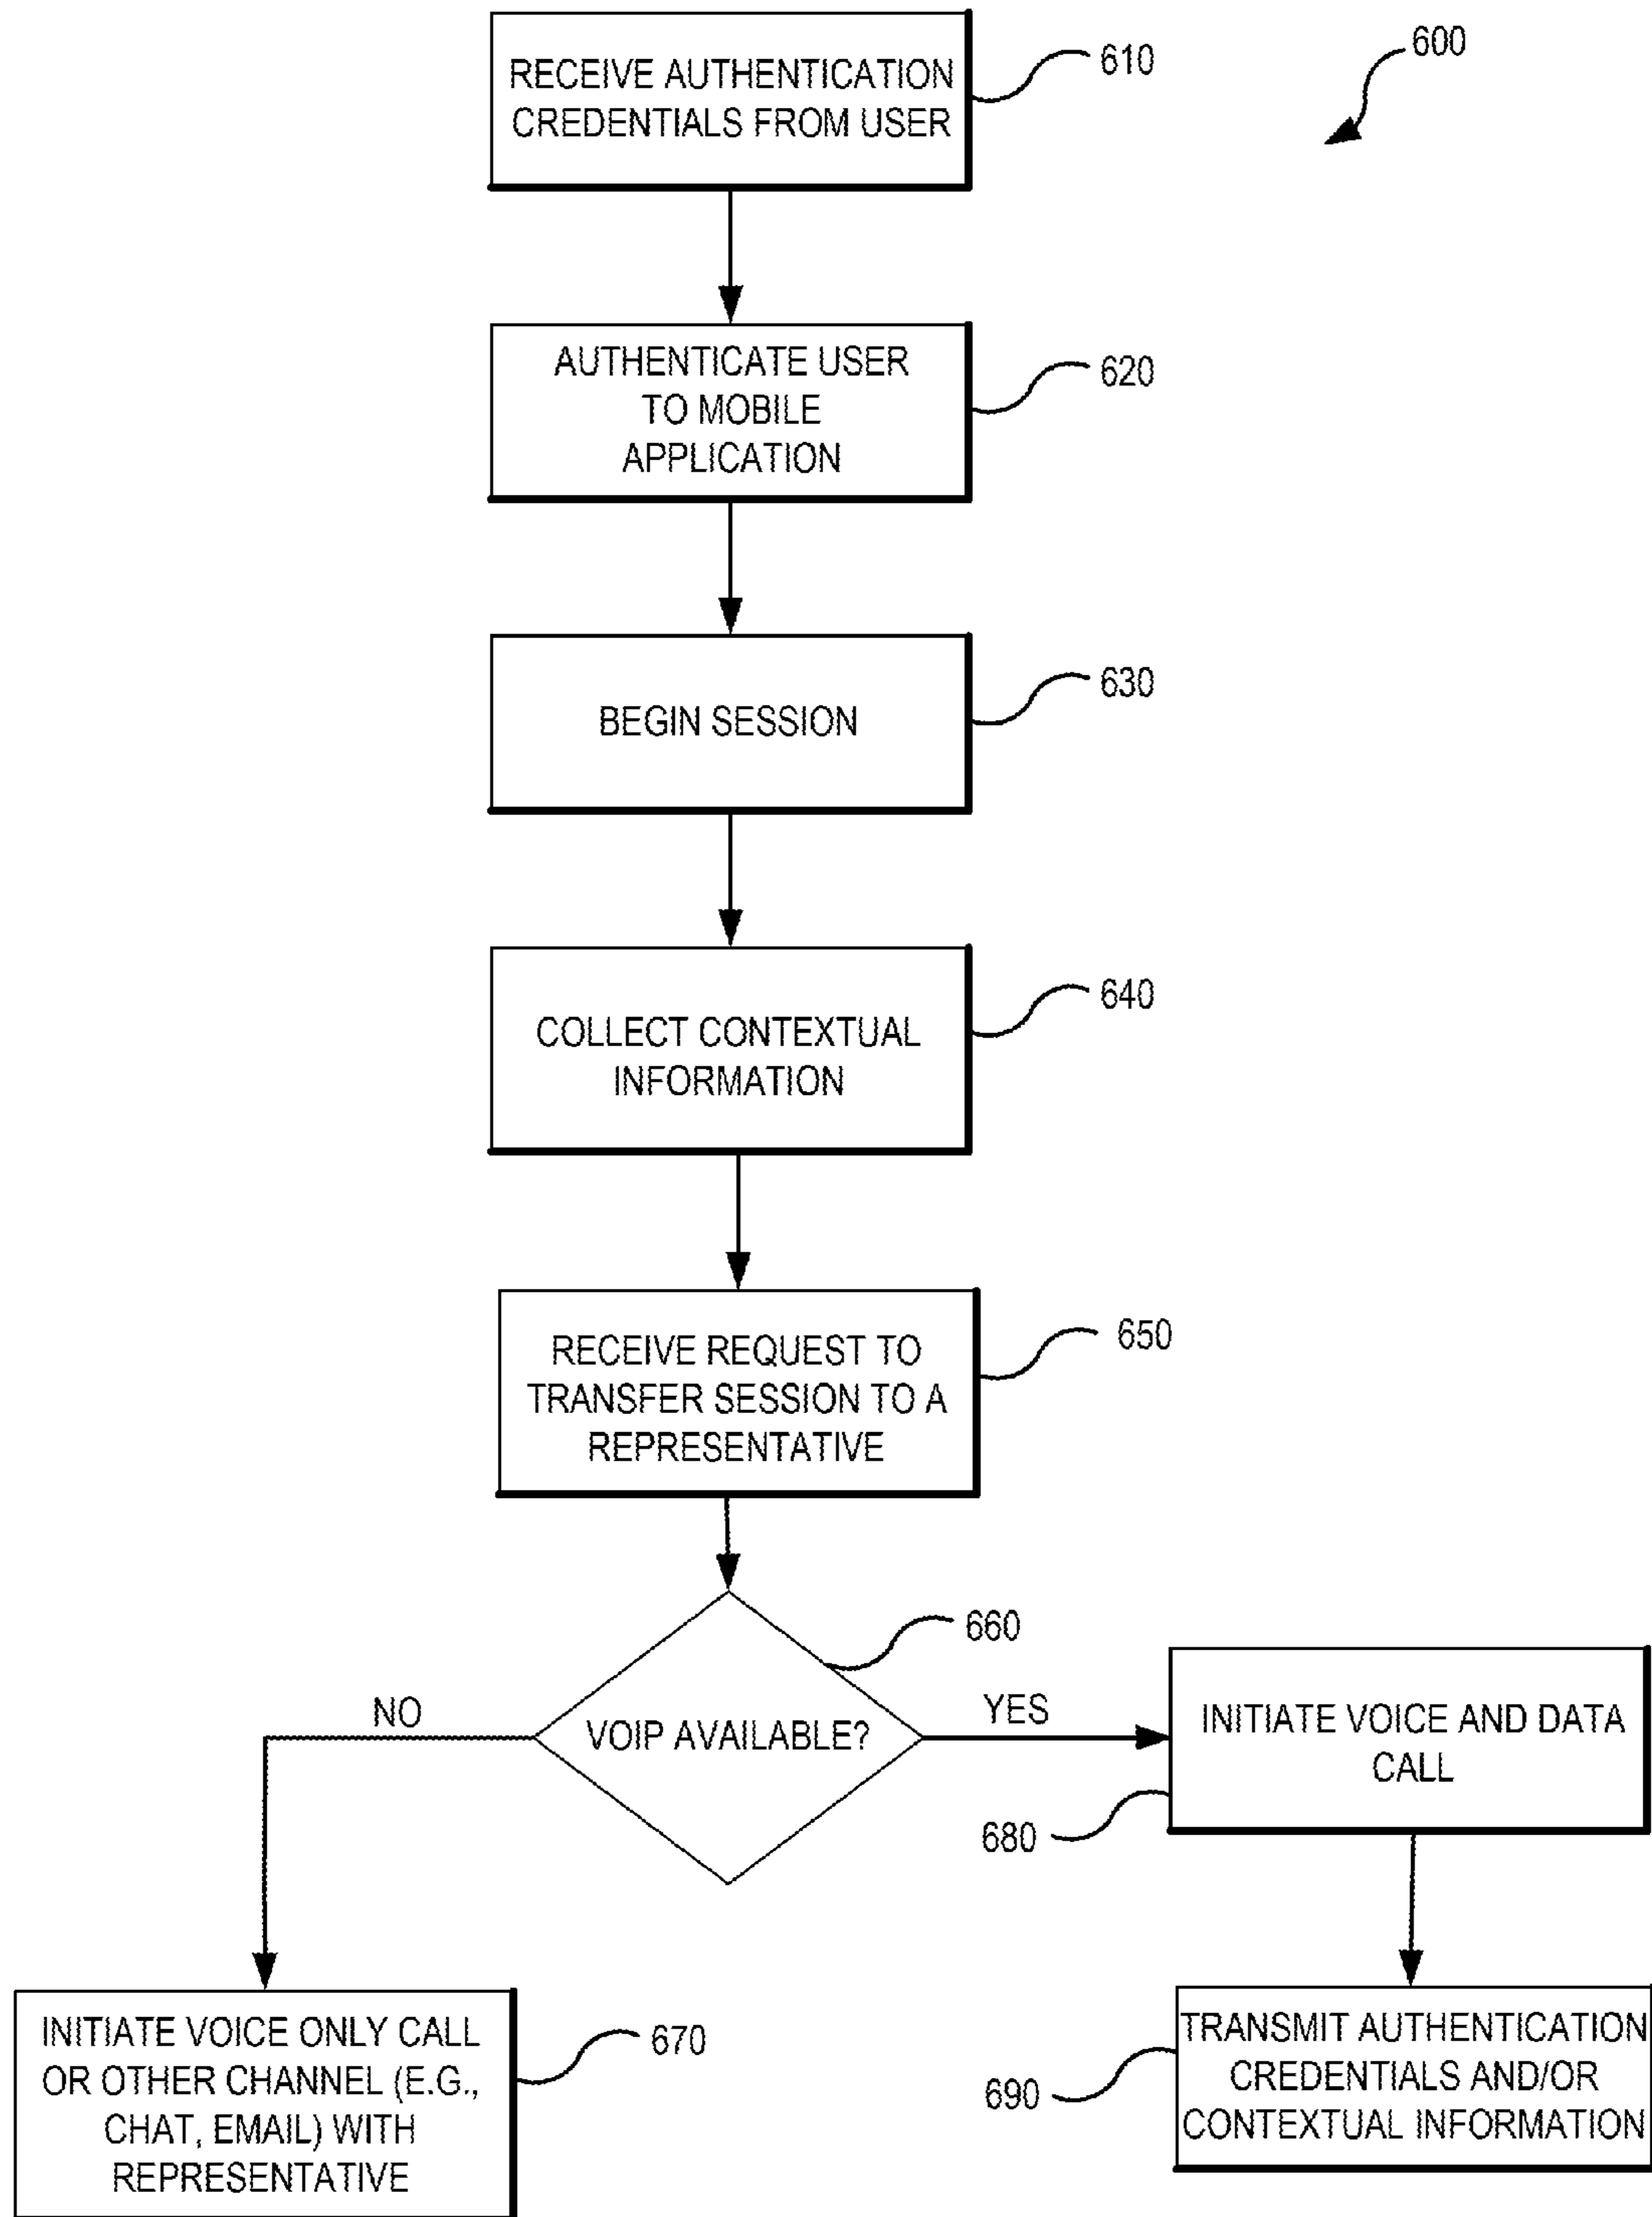 600
RECEIVE AUTHENTICATION
CREDENTIALS FROM USER
610
AUTHENTICATE USER
TO MOBILE
APPLICATION
620
BEGIN SESSION
630
COLLECT CONTEXTUAL
INFORMATION
640
RECEIVE REQUEST TO
TRANSFER SESSION TO A
REPRESENTATIVE
650
VOIP AVAILABLE?
660
NO
INITIATE VOICE ONLY CALL
OR OTHER CHANNEL (E.G.,
CHAT, EMAIL) WITH
REPRESENTATIVE
670
YES
INITIATE VOICE AND DATA
CALL
680
TRANSMIT AUTHENTICATION
CREDENTIALS AND/OR
CONTEXTUAL INFORMATION
690